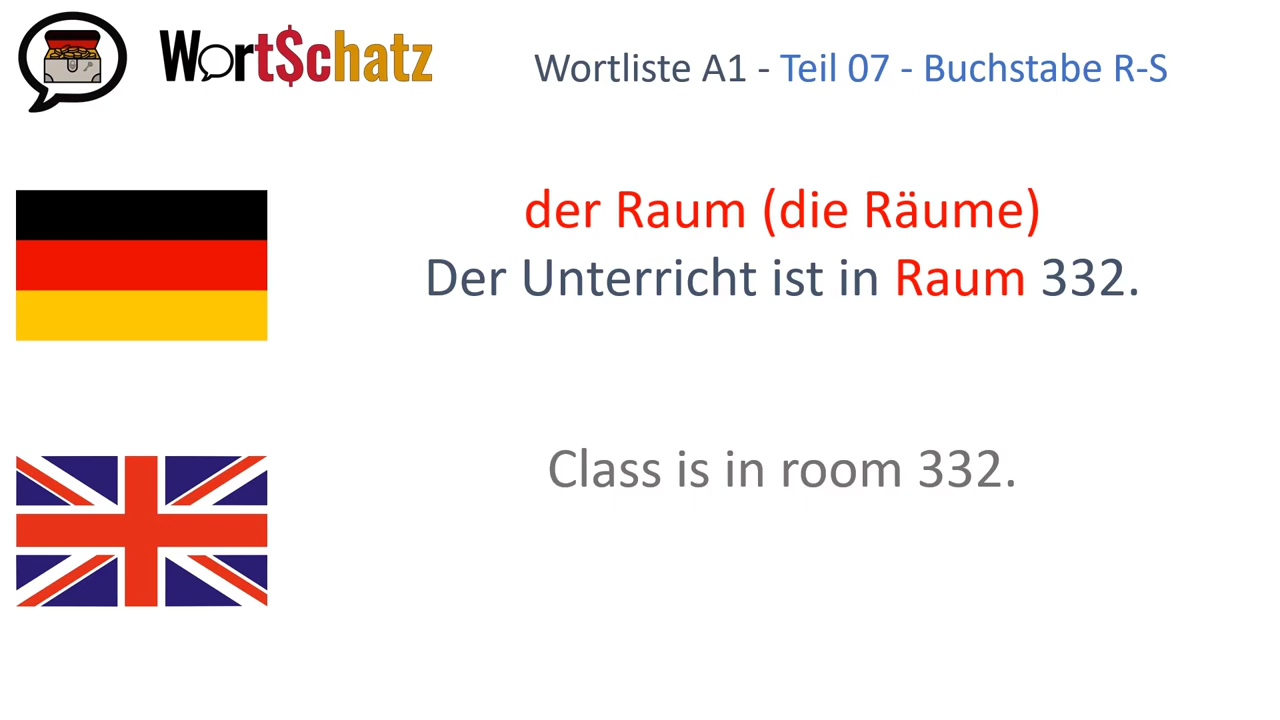 Wort$chatz
Wortliste A1 - Teil 07 - Buchstabe R-S
der Raum (die Räume)
Der Unterricht ist in Raum 332.
Class is in room 332.